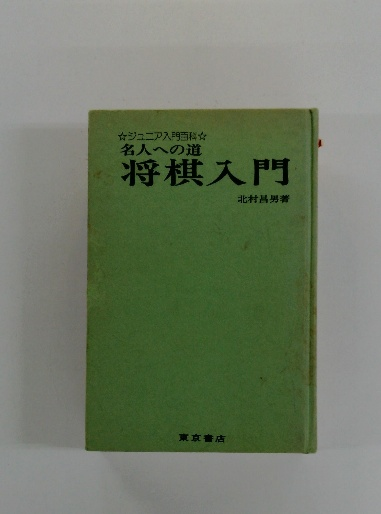 ☆ジュニア入門百科☆
名人への道
将棋入門
北村昌男著
東京書店